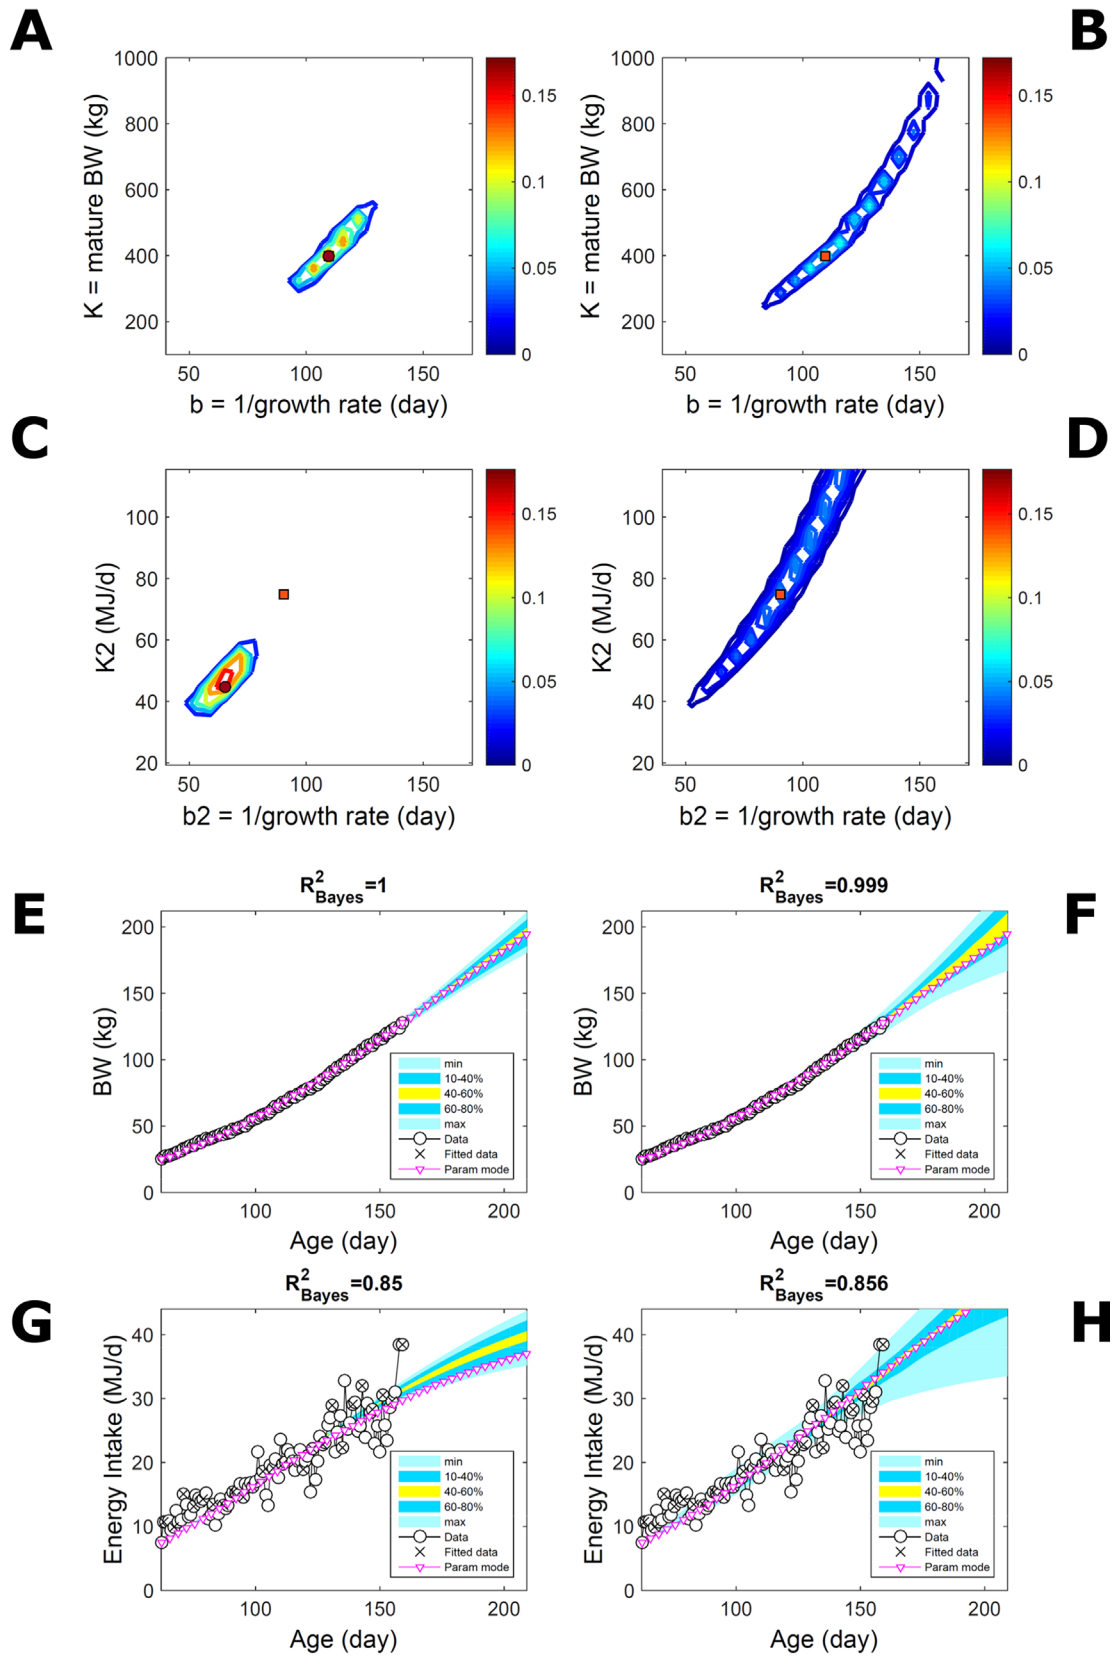 A
B
1000
800
600
400
200
50
100
150
K = mature BW (kg)
b = 1/growth rate (day)
0.15
0.1
0.05
0
1000
800
600
400
200
50
100
150
K = mature BW (kg)
b = 1/growth rate (day)
0.15
0.1
0.05
0
C
D
100
80
60
40
20
50
100
150
K2 (MJ/d)
b2 = 1/growth rate (day)
0.15
0.1
0.05
0
100
80
60
40
20
50
100
150
K2 (MJ/d)
b2 = 1/growth rate (day)
0.15
0.1
0.05
0
E
R²Bayes=1
200
150
100
50
0
100
150
200
BW (kg)
Age (day)
min
10-40%
40-60%
60-80%
max
Data
Fitted data
Param mode
F
R²Bayes=0.999
200
150
100
50
0
100
150
200
BW (kg)
Age (day)
min
10-40%
40-60%
60-80%
max
Data
Fitted data
Param mode
G
R²Bayes=0.85
40
30
20
10
0
100
150
200
Energy Intake (MJ/d)
Age (day)
min
10-40%
40-60%
60-80%
max
Data
Fitted data
Param mode
H
R²Bayes=0.856
40
30
20
10
0
100
150
200
Energy Intake (MJ/d)
Age (day)
min
10-40%
40-60%
60-80%
max
Data
Fitted data
Param mode